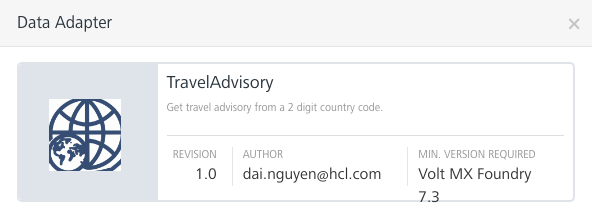 Data Adapter
×
TravelAdvisory
Get travel advisory from a 2 digit country code.
REVISION
1.0
AUTHOR
dai.nguyen@hcl.com
MIN. VERSION REQUIRED
Volt MX Foundry
7.3